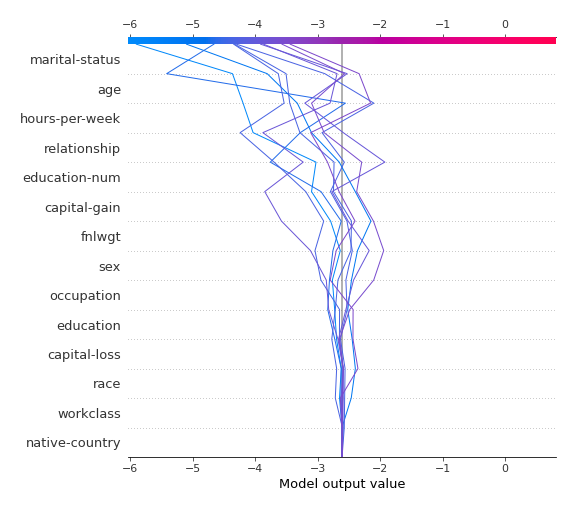 −6 −5 −4 −3 −2 −1 0
marital-status
age
hours-per-week
relationship
education-num
capital-gain
fnlwgt
sex
occupation
education
capital-loss
race
workclass
native-country
−6 −5 −4 −3 −2 −1 0
Model output value